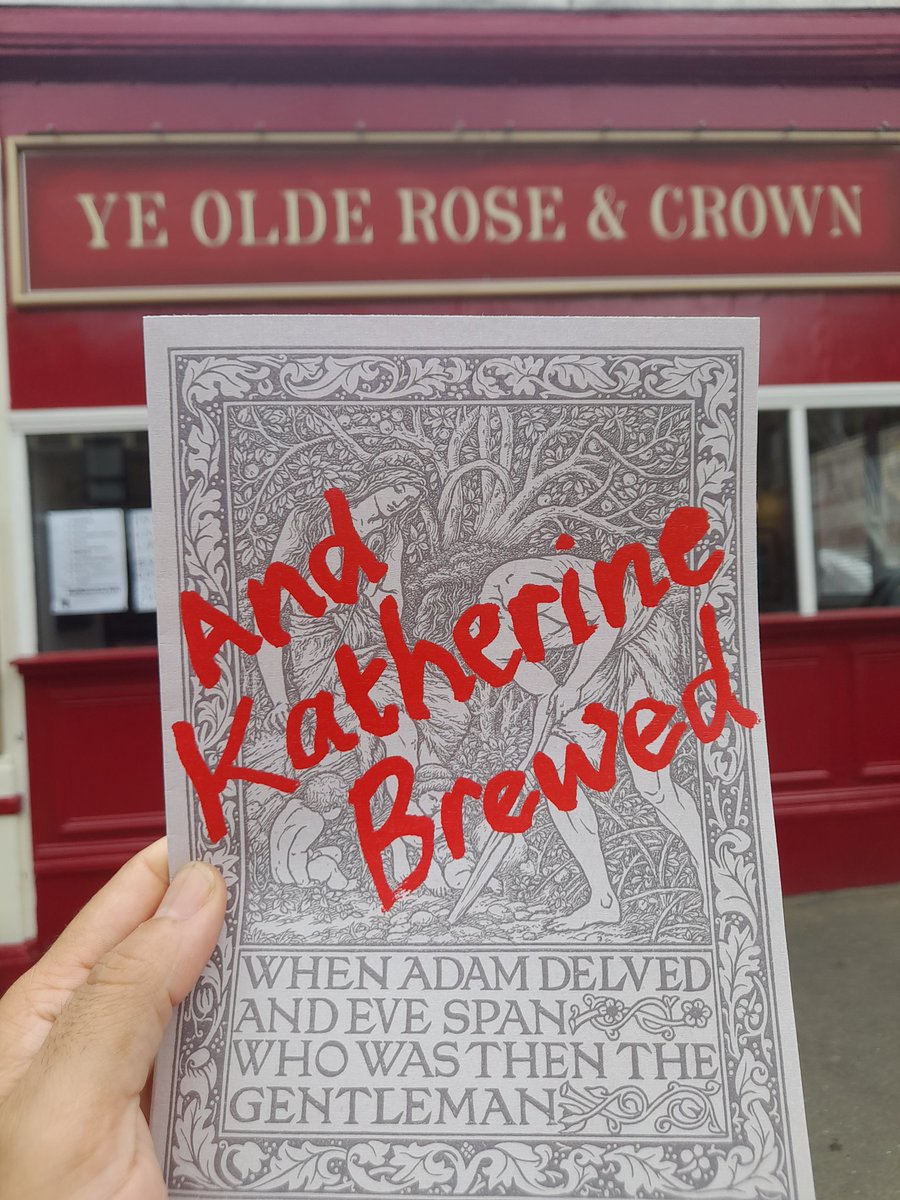 YE OLDE ROSE & CROWN
And
Katherine
Brewed
WHEN ADAM DELVED
AND EVE SPAN
WHO WAS THEN THE
GENTLEMAN